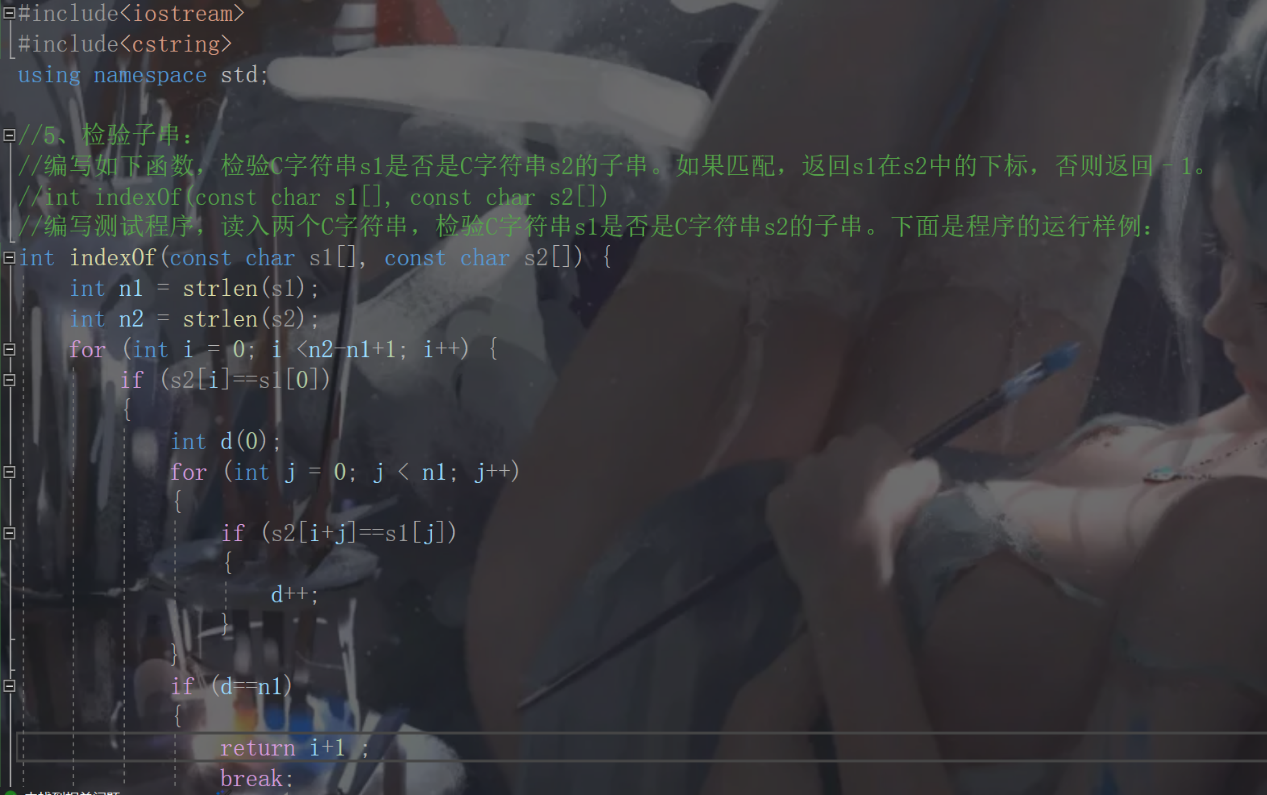 #include<iostream>
#include<cstring>
using namespace std;
//5、检验子串：
//编写如下函数，检验C字符串s1是否是C字符串s2的子串。如果匹配，返回s1在s2中的下标，否则返回–1。
//int indexOf(const char s1[], const char s2[])
//编写测试程序，读入两个C字符串，检验C字符串s1是否是C字符串s2的子串。下面是程序的运行样例：
int indexOf(const char s1[], const char s2[]) {
int n1 = strlen(s1);
int n2 = strlen(s2);
for (int i = 0; i <n2-n1+1; i++) {
if (s2[i]==s1[0])
{
int d(0);
for (int j = 0; j < n1; j++)
{
if (s2[i+j]==s1[j])
{
d++;
}
}
if (d==n1)
{
return i+1 ;
break;